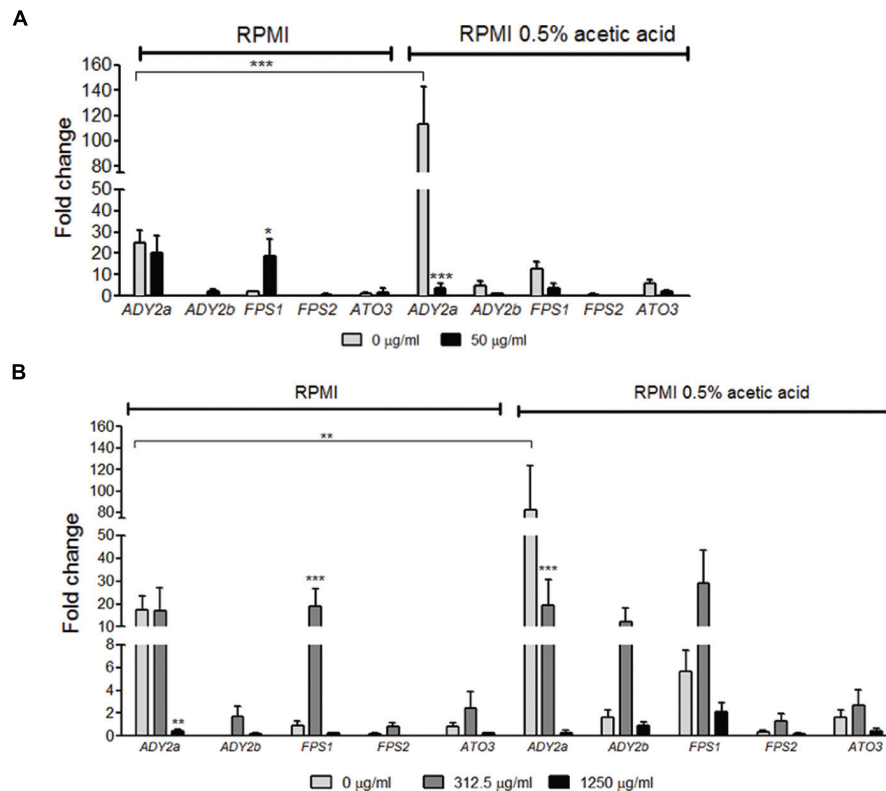 A
RPMI
RPMI 0.5% acetic acid
***
Fold change
160
140
120
100
80
50
40
30
20
10
0
*
***
ADY2a ADY2b FPS1 FPS2 ATO3 ADY2a ADY2b FPS1 FPS2 ATO3
0 µg/ml 50 µg/ml
B
RPMI
RPMI 0.5% acetic acid
**
Fold change
160
140
120
100
80
50
40
30
20
10
8
6
4
2
0
**
***
***
ADY2a ADY2b FPS1 FPS2 ATO3 ADY2a ADY2b FPS1 FPS2 ATO3
0 µg/ml 312.5 µg/ml 1250 µg/ml